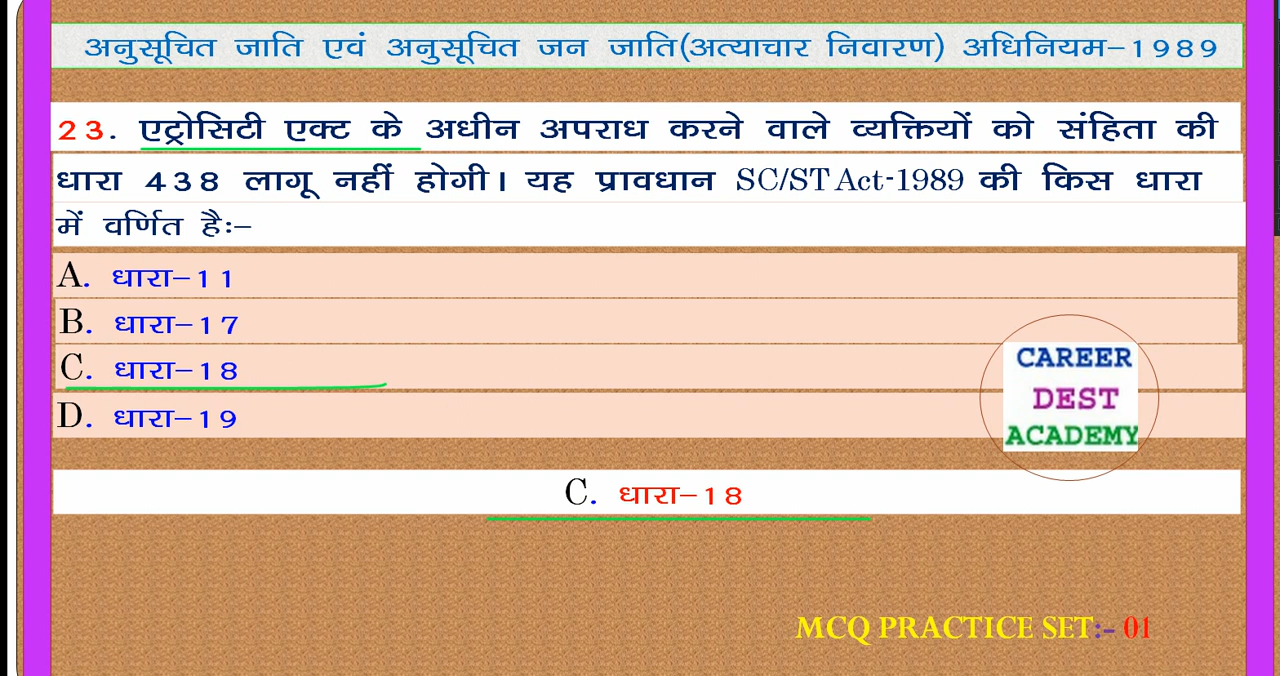 अनुसूचित जाति एवं अनुसूचित जन जाति(अत्याचार निवारण) अधिनियम–1989
23. एट्रोसिटी एक्ट के अधीन अपराध करने वाले व्यक्तियों को संहिता की
धारा 438 लागू नहीं होगी। यह प्रावधान SC/ST Act-1989 की किस धारा
में वर्णित है:–
A. धारा–11
B. धारा–17
C. धारा–18
D. धारा–19
CAREER
DEST
ACADEMY
C. धारा–18
MCQ PRACTICE SET:- 01